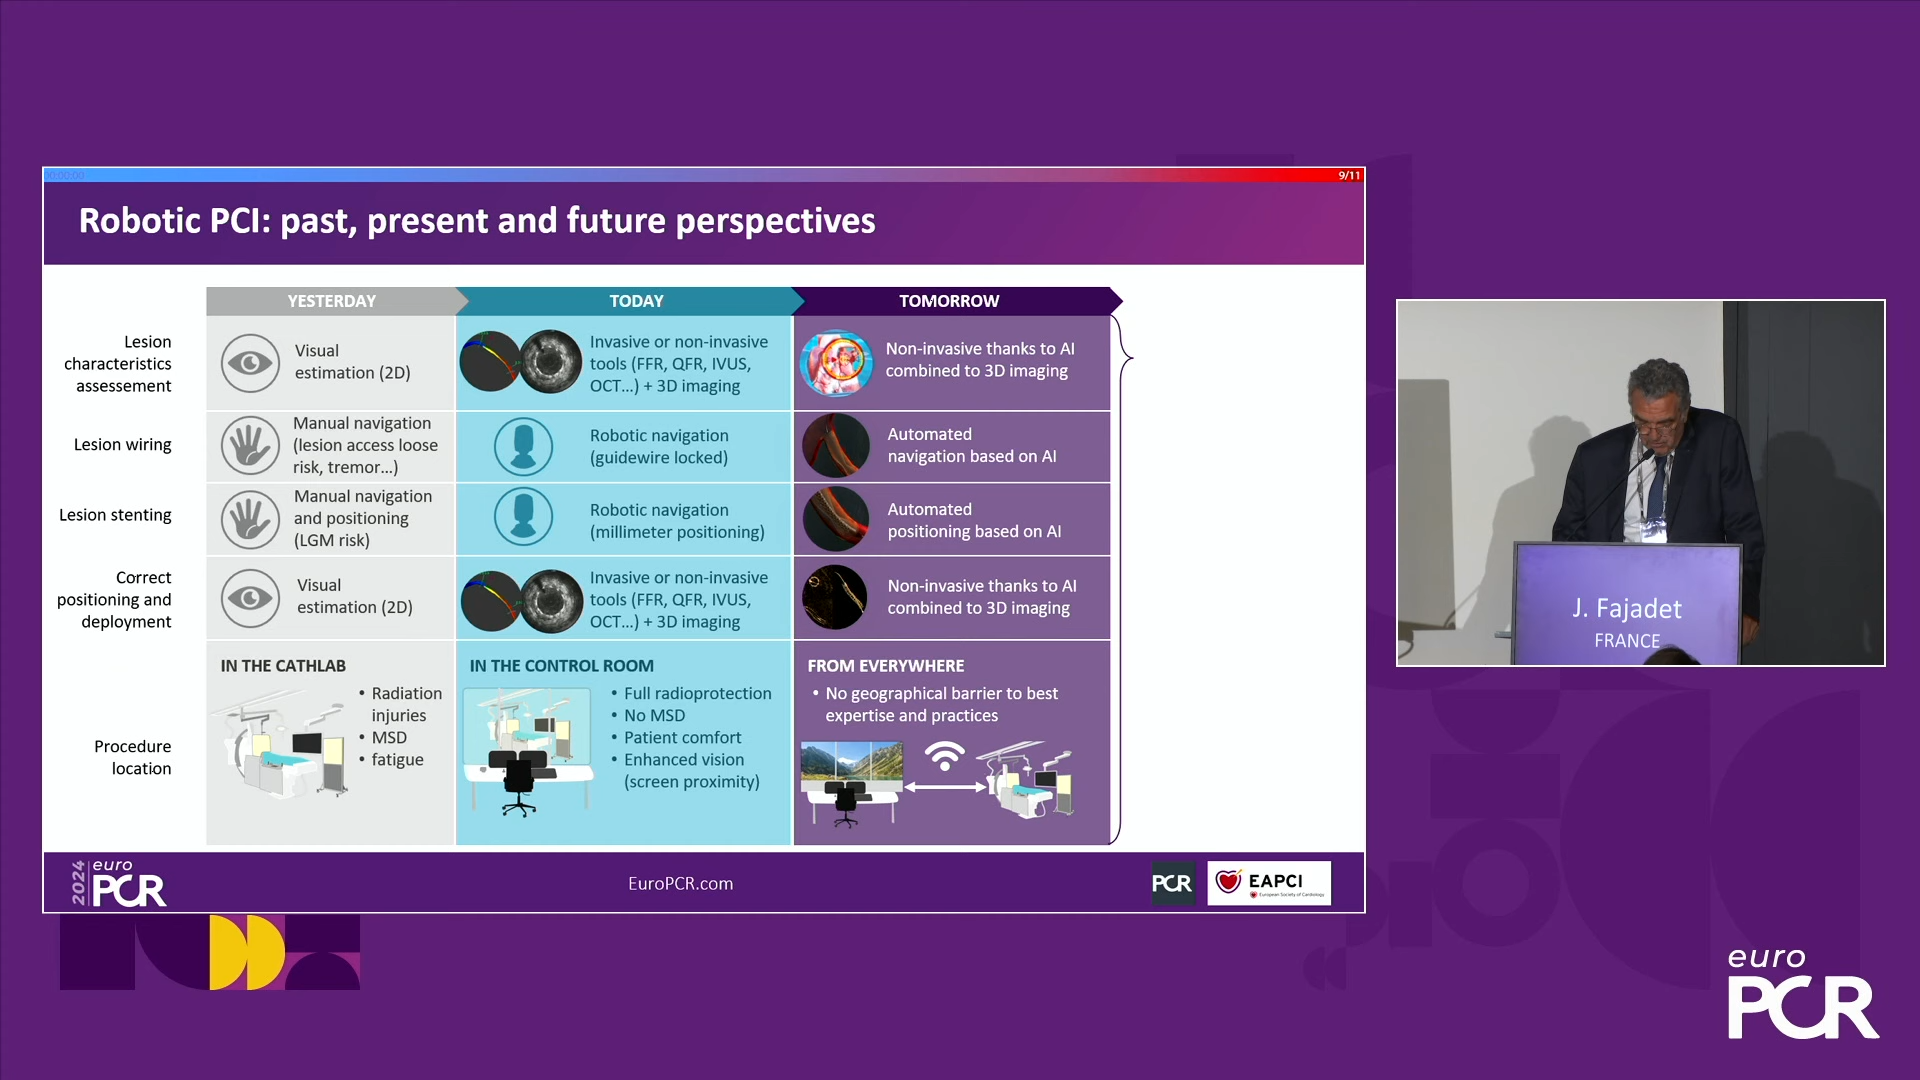 00:00:00
9/11
Robotic PCI: past, present and future perspectives
YESTERDAY
TODAY
TOMORROW
Lesion
characteristics
assessement
Visual
estimation (2D)
Invasive or non-invasive
tools (FFR, QFR, IVUS,
OCT...) + 3D imaging
Non-invasive thanks to AI
combined to 3D imaging
Lesion wiring
Manual navigation
(lesion access loose
risk, tremor...)
Robotic navigation
(guidewire locked)
Automated
navigation based on AI
Lesion stenting
Manual navigation
and positioning
(LGM risk)
Robotic navigation
(millimeter positioning)
Automated
positioning based on AI
Correct
positioning and
deployment
Visual
estimation (2D)
Invasive or non-invasive
tools (FFR, QFR, IVUS,
OCT...) + 3D imaging
Non-invasive thanks to AI
combined to 3D imaging
Procedure
location
IN THE CATHLAB
• Radiation
injuries
• MSD
• fatigue
IN THE CONTROL ROOM
• Full radioprotection
• No MSD
• Patient comfort
• Enhanced vision
(screen proximity)
FROM EVERYWHERE
• No geographical barrier to best
expertise and practices
2024
euro
PCR
EuroPCR.com
PCR
EAPCI
European Society of Cardiology
J. Fajadet
FRANCE
euro
PCR